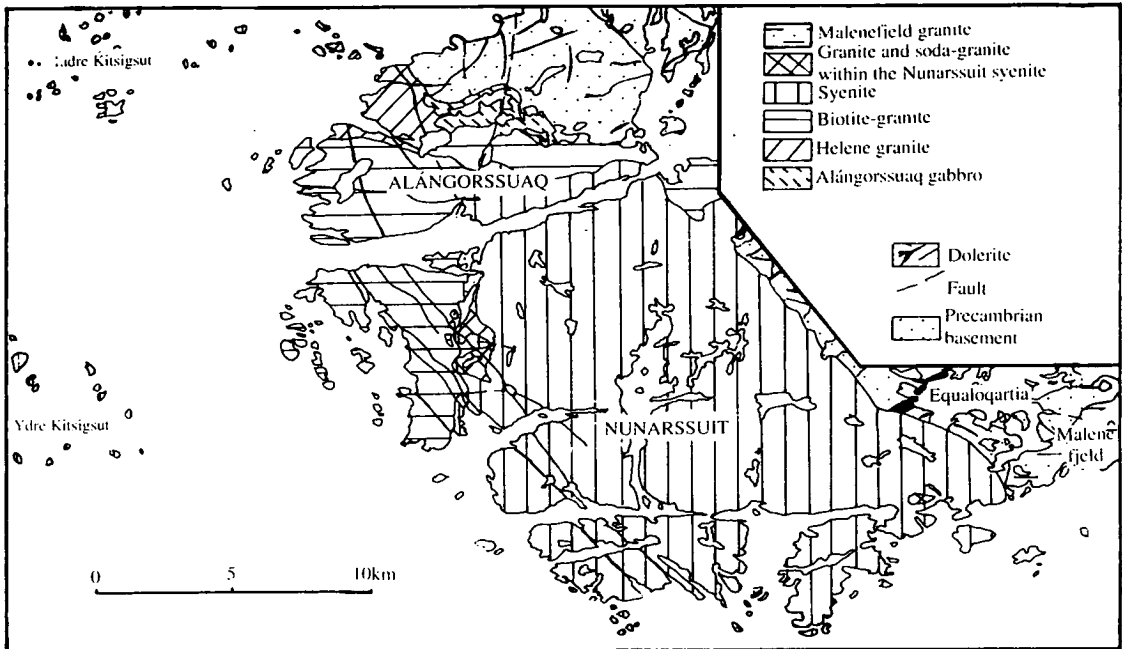 Malenefjeld granite
Granite and soda-granite
within the Nunarssuit syenite
Syenite
Biotite-granite
Helene granite
Alángorssuaq gabbro
Dolerite
Fault
Precambrian
basement
Kitsigsut
ALÁNGORSSUAQ
Equaloqartia
Malene
fjeld
NUNARSSUIT
Ydre Kitsigsut
0 5 10km